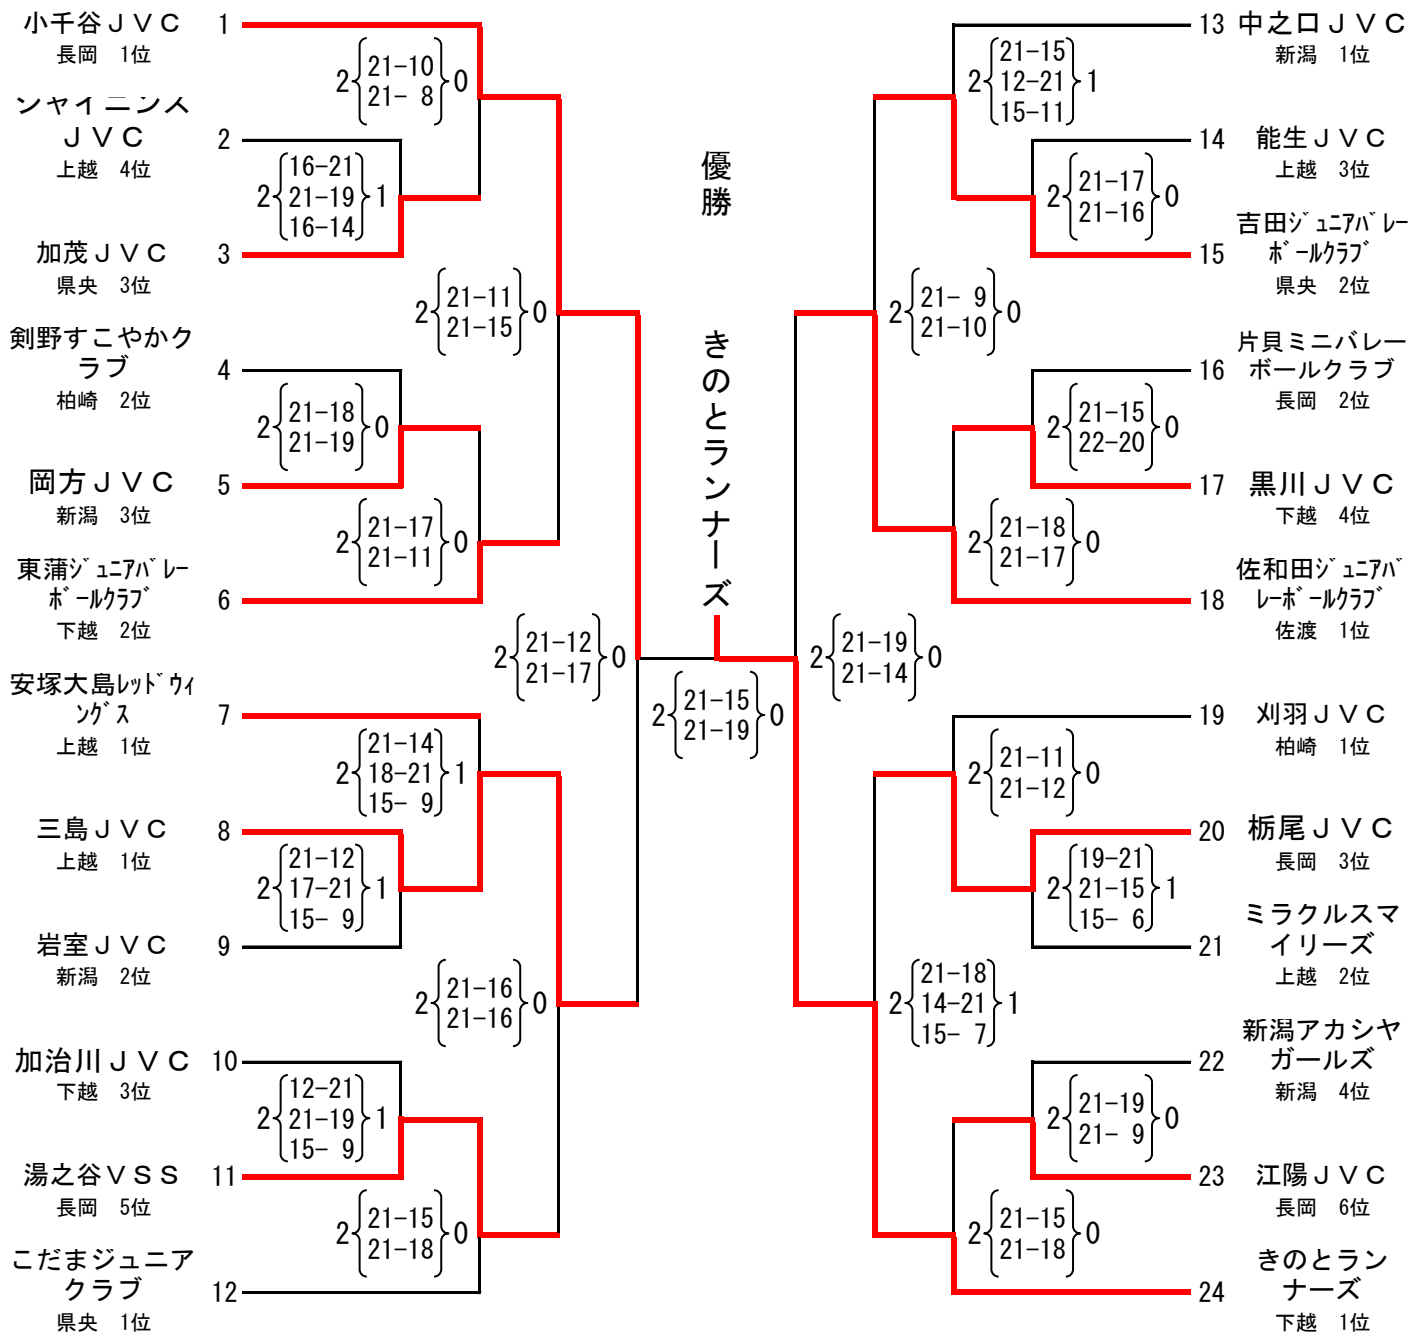 小千谷ＪＶＣ 1
長岡 1位
2 21-10 0
21- 8
ＪＶＣ 2
上越 4位
2 16-21 1
21-19
16-14
加茂ＪＶＣ 3
県央 3位
2 21-11 0
21-15
剣野すこやかク
ラブ 4
柏崎 2位
2 21-18 0
21-19
岡方ＪＶＣ 5
新潟 3位
2 21-17 0
21-11
東蒲ｼﾞｭﾆｱﾊﾞﾚｰ
ﾎﾞｰﾙｸﾗﾌﾞ 6
下越 2位
2 21-12 0
21-17
安塚大島ﾚｯﾄﾞｳｨ
ﾝｸﾞｽ 7
上越 1位
2 21-14 1
18-21
15- 9
三島ＪＶＣ 8
上越 1位
2 21-12 1
17-21
15- 9
岩室ＪＶＣ 9
新潟 2位
2 21-16 0
21-16
加治川ＪＶＣ 10
下越 3位
2 12-21 1
21-19
15- 9
湯之谷ＶＳＳ 11
長岡 5位
2 21-15 0
21-18
こだまジュニア
クラブ 12
県央 1位
優勝
きのとランナーズ
2 21-15 0
21-19
13 中之口ＪＶＣ
新潟 1位
2 21-15 1
12-21
15-11
14 能生ＪＶＣ
上越 3位
2 21-17 0
21-16
吉田ｼﾞｭﾆｱﾊﾞﾚｰ
15 ﾎﾞｰﾙｸﾗﾌﾞ
県央 2位
2 21- 9 0
21-10
片貝ミニバレー
16 ボールクラブ
長岡 2位
2 21-15 0
22-20
17 黒川ＪＶＣ
下越 4位
2 21-18 0
21-17
佐和田ｼﾞｭﾆｱﾊﾞ
18 ﾚｰﾎﾞｰﾙｸﾗﾌﾞ
佐渡 1位
2 21-19 0
21-14
19 刈羽ＪＶＣ
柏崎 1位
2 21-11 0
21-12
20 栃尾ＪＶＣ
長岡 3位
2 19-21 1
21-15
15- 6
ミラクルスマ
21 イリーズ
上越 2位
2 21-18 1
14-21
15- 7
新潟アカシヤ
22 ガールズ
新潟 4位
2 21-19 0
21- 9
23 江陽ＪＶＣ
長岡 6位
2 21-15 0
21-18
きのとラン
24 ナーズ
下越 1位